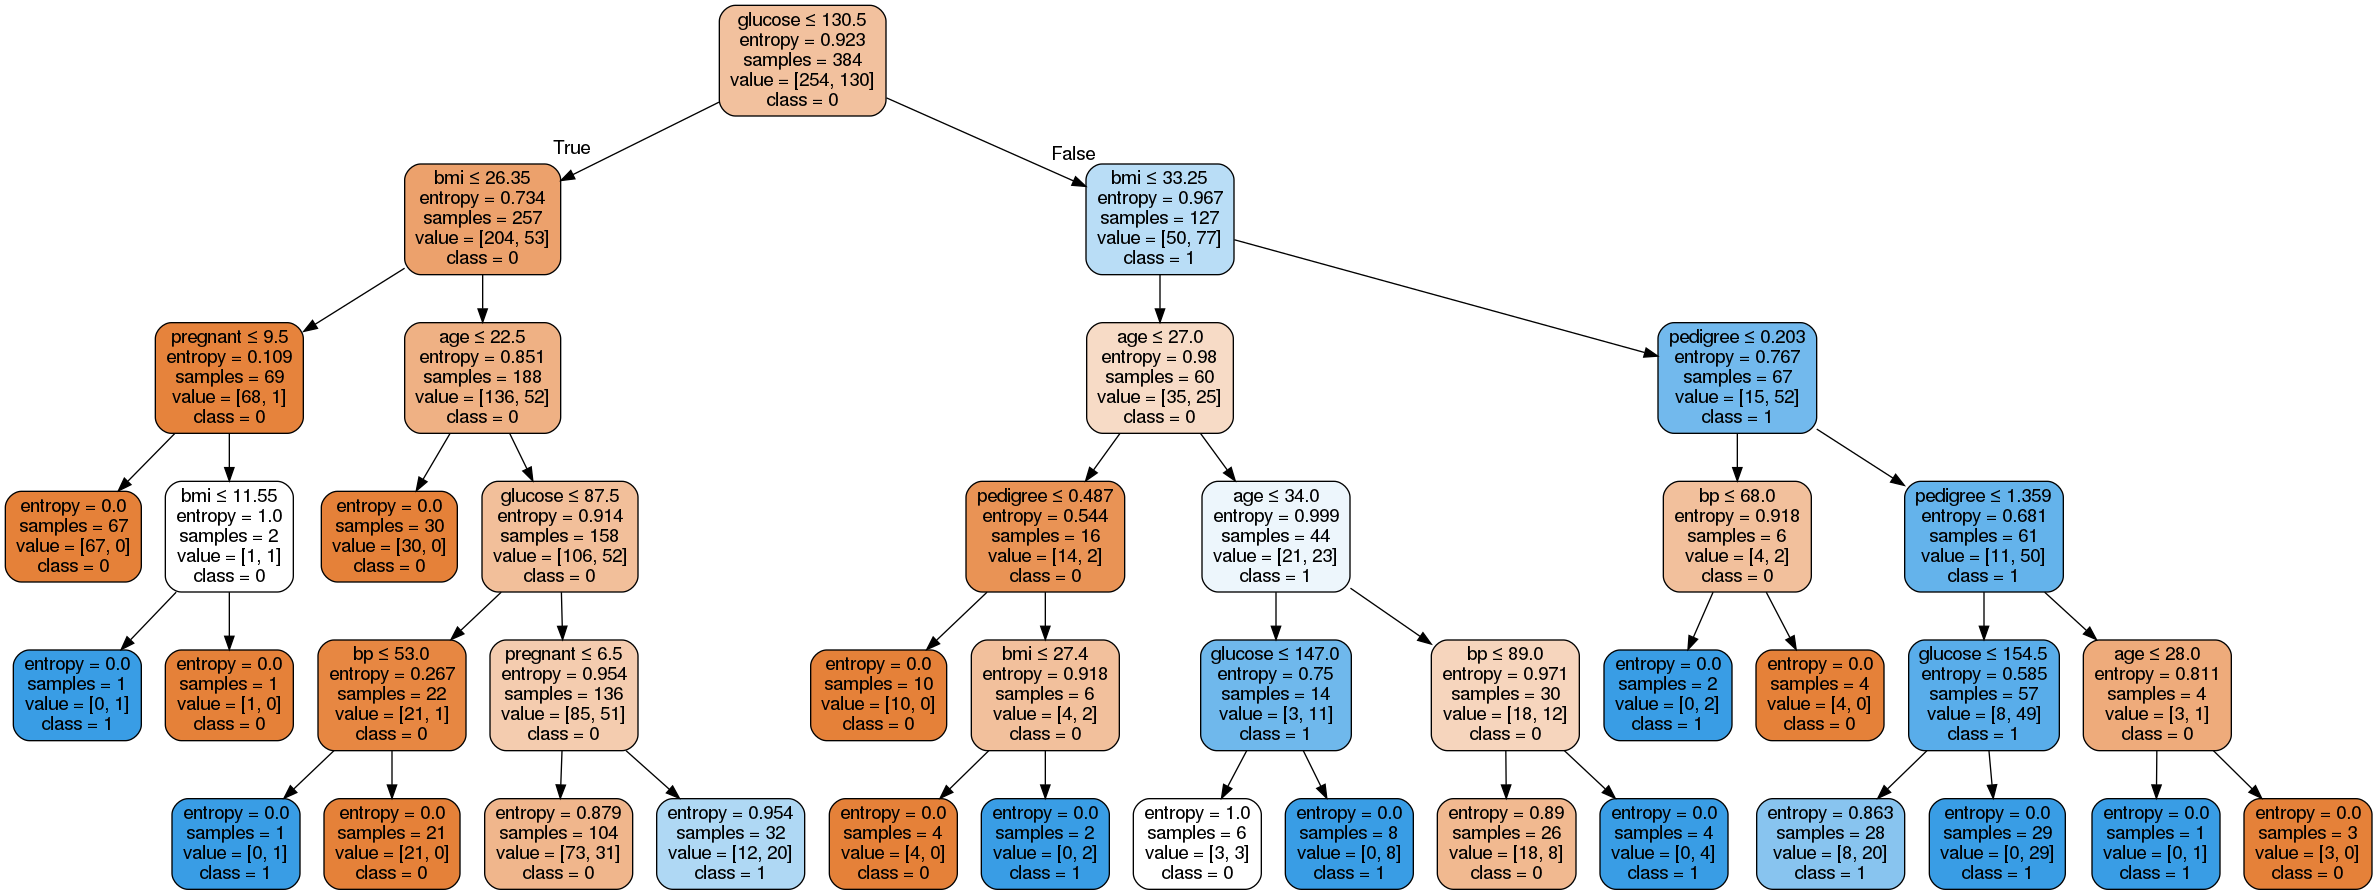 glucose ≤ 130.5
entropy = 0.923
samples = 384
value = [254, 130]
class = 0
True
False
bmi ≤ 26.35
entropy = 0.734
samples = 257
value = [204, 53]
class = 0
bmi ≤ 33.25
entropy = 0.967
samples = 127
value = [50, 77]
class = 1
pregnant ≤ 9.5
entropy = 0.109
samples = 69
value = [68, 1]
class = 0
age ≤ 22.5
entropy = 0.851
samples = 188
value = [136, 52]
class = 0
age ≤ 27.0
entropy = 0.98
samples = 60
value = [35, 25]
class = 0
pedigree ≤ 0.203
entropy = 0.767
samples = 67
value = [15, 52]
class = 1
entropy = 0.0
samples = 67
value = [67, 0]
class = 0
bmi ≤ 11.55
entropy = 1.0
samples = 2
value = [1, 1]
class = 0
entropy = 0.0
samples = 30
value = [30, 0]
class = 0
glucose ≤ 87.5
entropy = 0.914
samples = 158
value = [106, 52]
class = 0
pedigree ≤ 0.487
entropy = 0.544
samples = 16
value = [14, 2]
class = 0
age ≤ 34.0
entropy = 0.999
samples = 44
value = [21, 23]
class = 1
bp ≤ 68.0
entropy = 0.918
samples = 6
value = [4, 2]
class = 0
pedigree ≤ 1.359
entropy = 0.681
samples = 61
value = [11, 50]
class = 1
entropy = 0.0
samples = 1
value = [0, 1]
class = 1
entropy = 0.0
samples = 1
value = [1, 0]
class = 0
bp ≤ 53.0
entropy = 0.267
samples = 22
value = [21, 1]
class = 0
pregnant ≤ 6.5
entropy = 0.954
samples = 136
value = [85, 51]
class = 0
entropy = 0.0
samples = 10
value = [10, 0]
class = 0
bmi ≤ 27.4
entropy = 0.918
samples = 6
value = [4, 2]
class = 0
glucose ≤ 147.0
entropy = 0.75
samples = 14
value = [3, 11]
class = 1
bp ≤ 89.0
entropy = 0.971
samples = 30
value = [18, 12]
class = 0
entropy = 0.0
samples = 2
value = [0, 2]
class = 1
entropy = 0.0
samples = 4
value = [4, 0]
class = 0
glucose ≤ 154.5
entropy = 0.585
samples = 57
value = [8, 49]
class = 1
age ≤ 28.0
entropy = 0.811
samples = 4
value = [3, 1]
class = 0
entropy = 0.0
samples = 1
value = [0, 1]
class = 1
entropy = 0.0
samples = 21
value = [21, 0]
class = 0
entropy = 0.879
samples = 104
value = [73, 31]
class = 0
entropy = 0.954
samples = 32
value = [12, 20]
class = 1
entropy = 0.0
samples = 4
value = [4, 0]
class = 0
entropy = 0.0
samples = 2
value = [0, 2]
class = 1
entropy = 1.0
samples = 6
value = [3, 3]
class = 0
entropy = 0.0
samples = 8
value = [0, 8]
class = 1
entropy = 0.89
samples = 26
value = [18, 8]
class = 0
entropy = 0.0
samples = 4
value = [0, 4]
class = 1
entropy = 0.863
samples = 28
value = [8, 20]
class = 1
entropy = 0.0
samples = 29
value = [0, 29]
class = 1
entropy = 0.0
samples = 1
value = [0, 1]
class = 1
entropy = 0.0
samples = 3
value = [3, 0]
class = 0